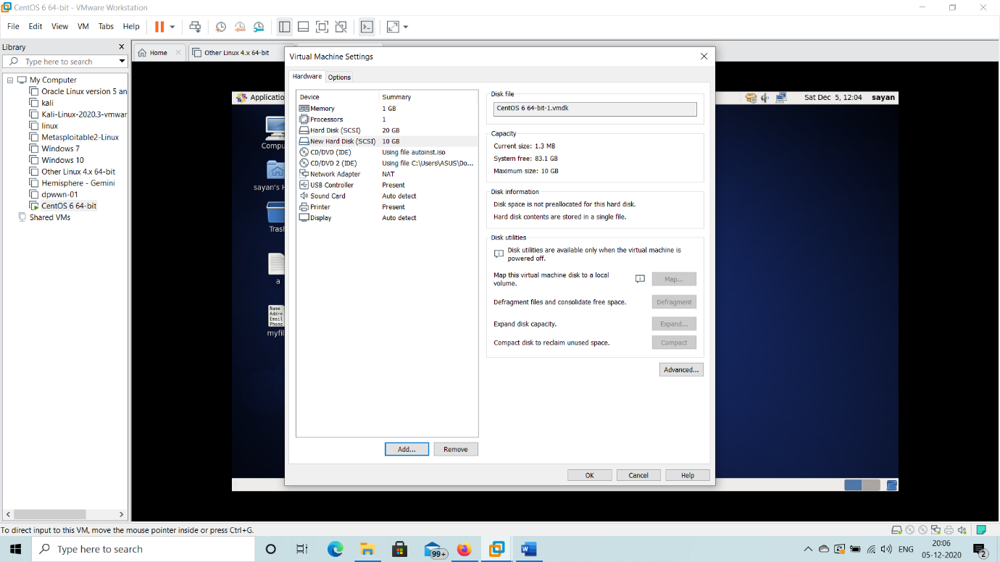 CentOS 6 64-bit - VMware Workstation
File Edit View VM Tabs Help
Library
Type here to search
My Computer
Oracle Linux version 5 an
kali
Kali-Linux-2020.3-vmwar
linux
Metasploitable2-Linux
Windows 7
Windows 10
Other Linux 4.x 64-bit
Hemisphere - Gemini
dpwwn-01
CentOS 6 64-bit
Shared VMs
Home
Other Linux 4.x 64-bit
Applicatio
Sat Dec 5, 12:04 sayan
Compu
sayan's H
Tras
a
Name
Addre
Email
Phone
myfil
Virtual Machine Settings
Hardware Options
Device Summary
Memory 1 GB
Processors 1
Hard Disk (SCSI) 20 GB
New Hard Disk (SCSI) 10 GB
CD/DVD (IDE) Using file autoinst.iso
CD/DVD 2 (IDE) Using file C:\Users\ASUS\Do...
Network Adapter NAT
USB Controller Present
Sound Card Auto detect
Printer Present
Display Auto detect
Add... Remove
Disk file
CentOS 6 64-bit-1.vmdk
Capacity
Current size: 1.3 MB
System free: 83.1 GB
Maximum size: 10 GB
Disk information
Disk space is not preallocated for this hard disk.
Hard disk contents are stored in a single file.
Disk utilities
Disk utilities are available only when the virtual machine is
powered off.
Map this virtual machine disk to a local
volume.
Map...
Defragment files and consolidate free space. Defragment
Expand disk capacity. Expand...
Compact disk to reclaim unused space. Compact
Advanced...
OK Cancel Help
To direct input to this VM, move the mouse pointer inside or press Ctrl+G.
Type here to search
99+
ENG
20:06
05-12-2020
2